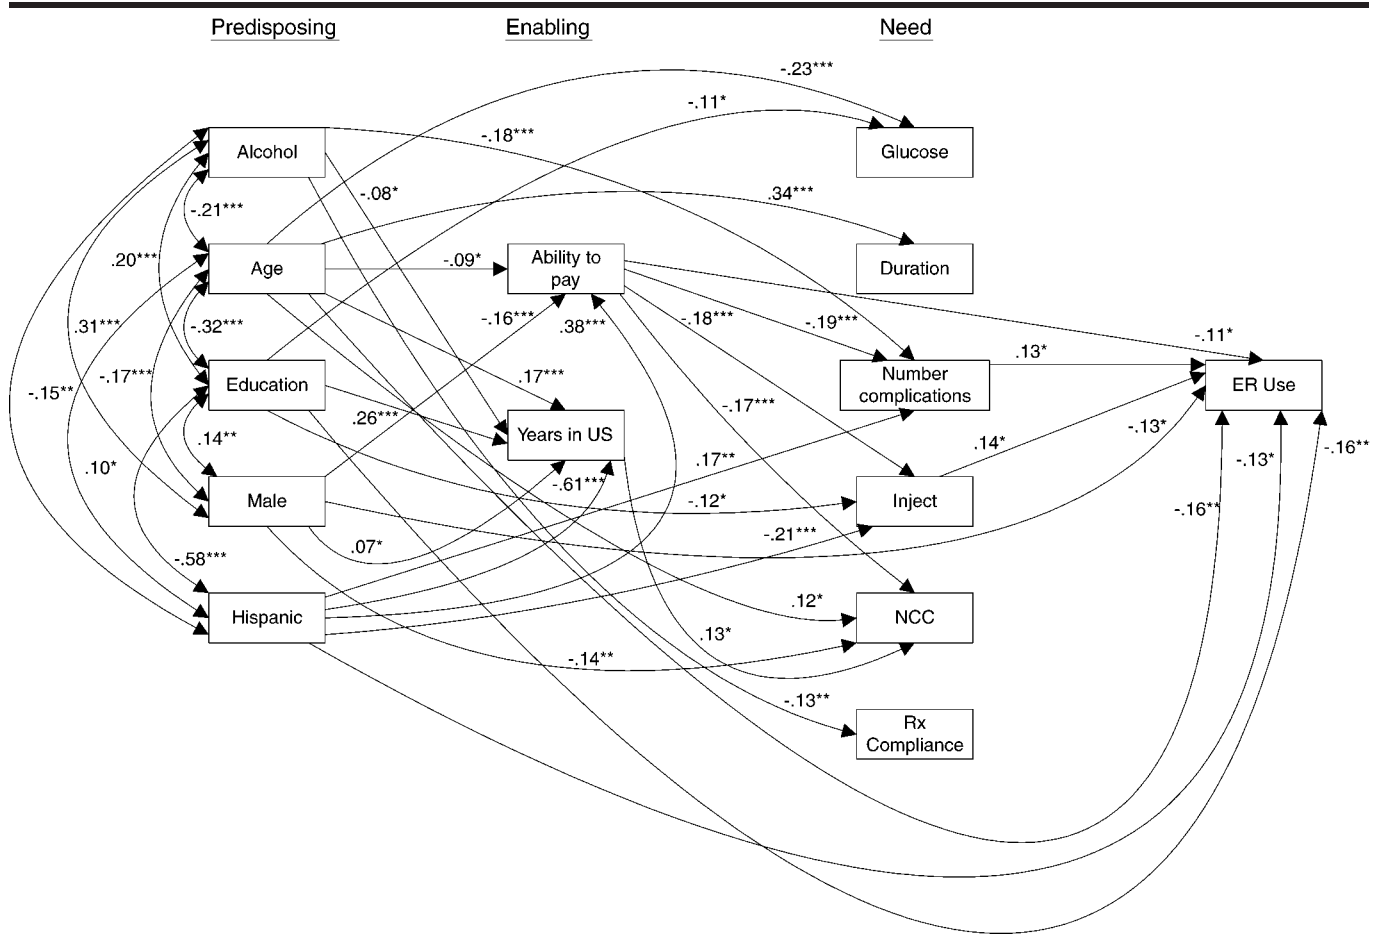 Predisposing Enabling Need
-.23***
-.11*
-.18***
Alcohol
Glucose
-.08*
.34***
-.21***
.20***
Age
-.09*
Ability to
pay
Duration
-.16***
.38***
-.18***
-.19***
.31***
-.32***
-.11*
.13*
-.17***
Education
.17***
Number
complications
ER Use
-.15**
.26***
-.17***
-.13*
.14**
Years in US
.14*
-.16**
.10*
.17**
-.13*
-.61***
Male
-.12*
Inject
-.16**
-.21***
.07*
-.58***
.12*
Hispanic
.13*
NCC
-.14**
-.13**
Rx
Compliance